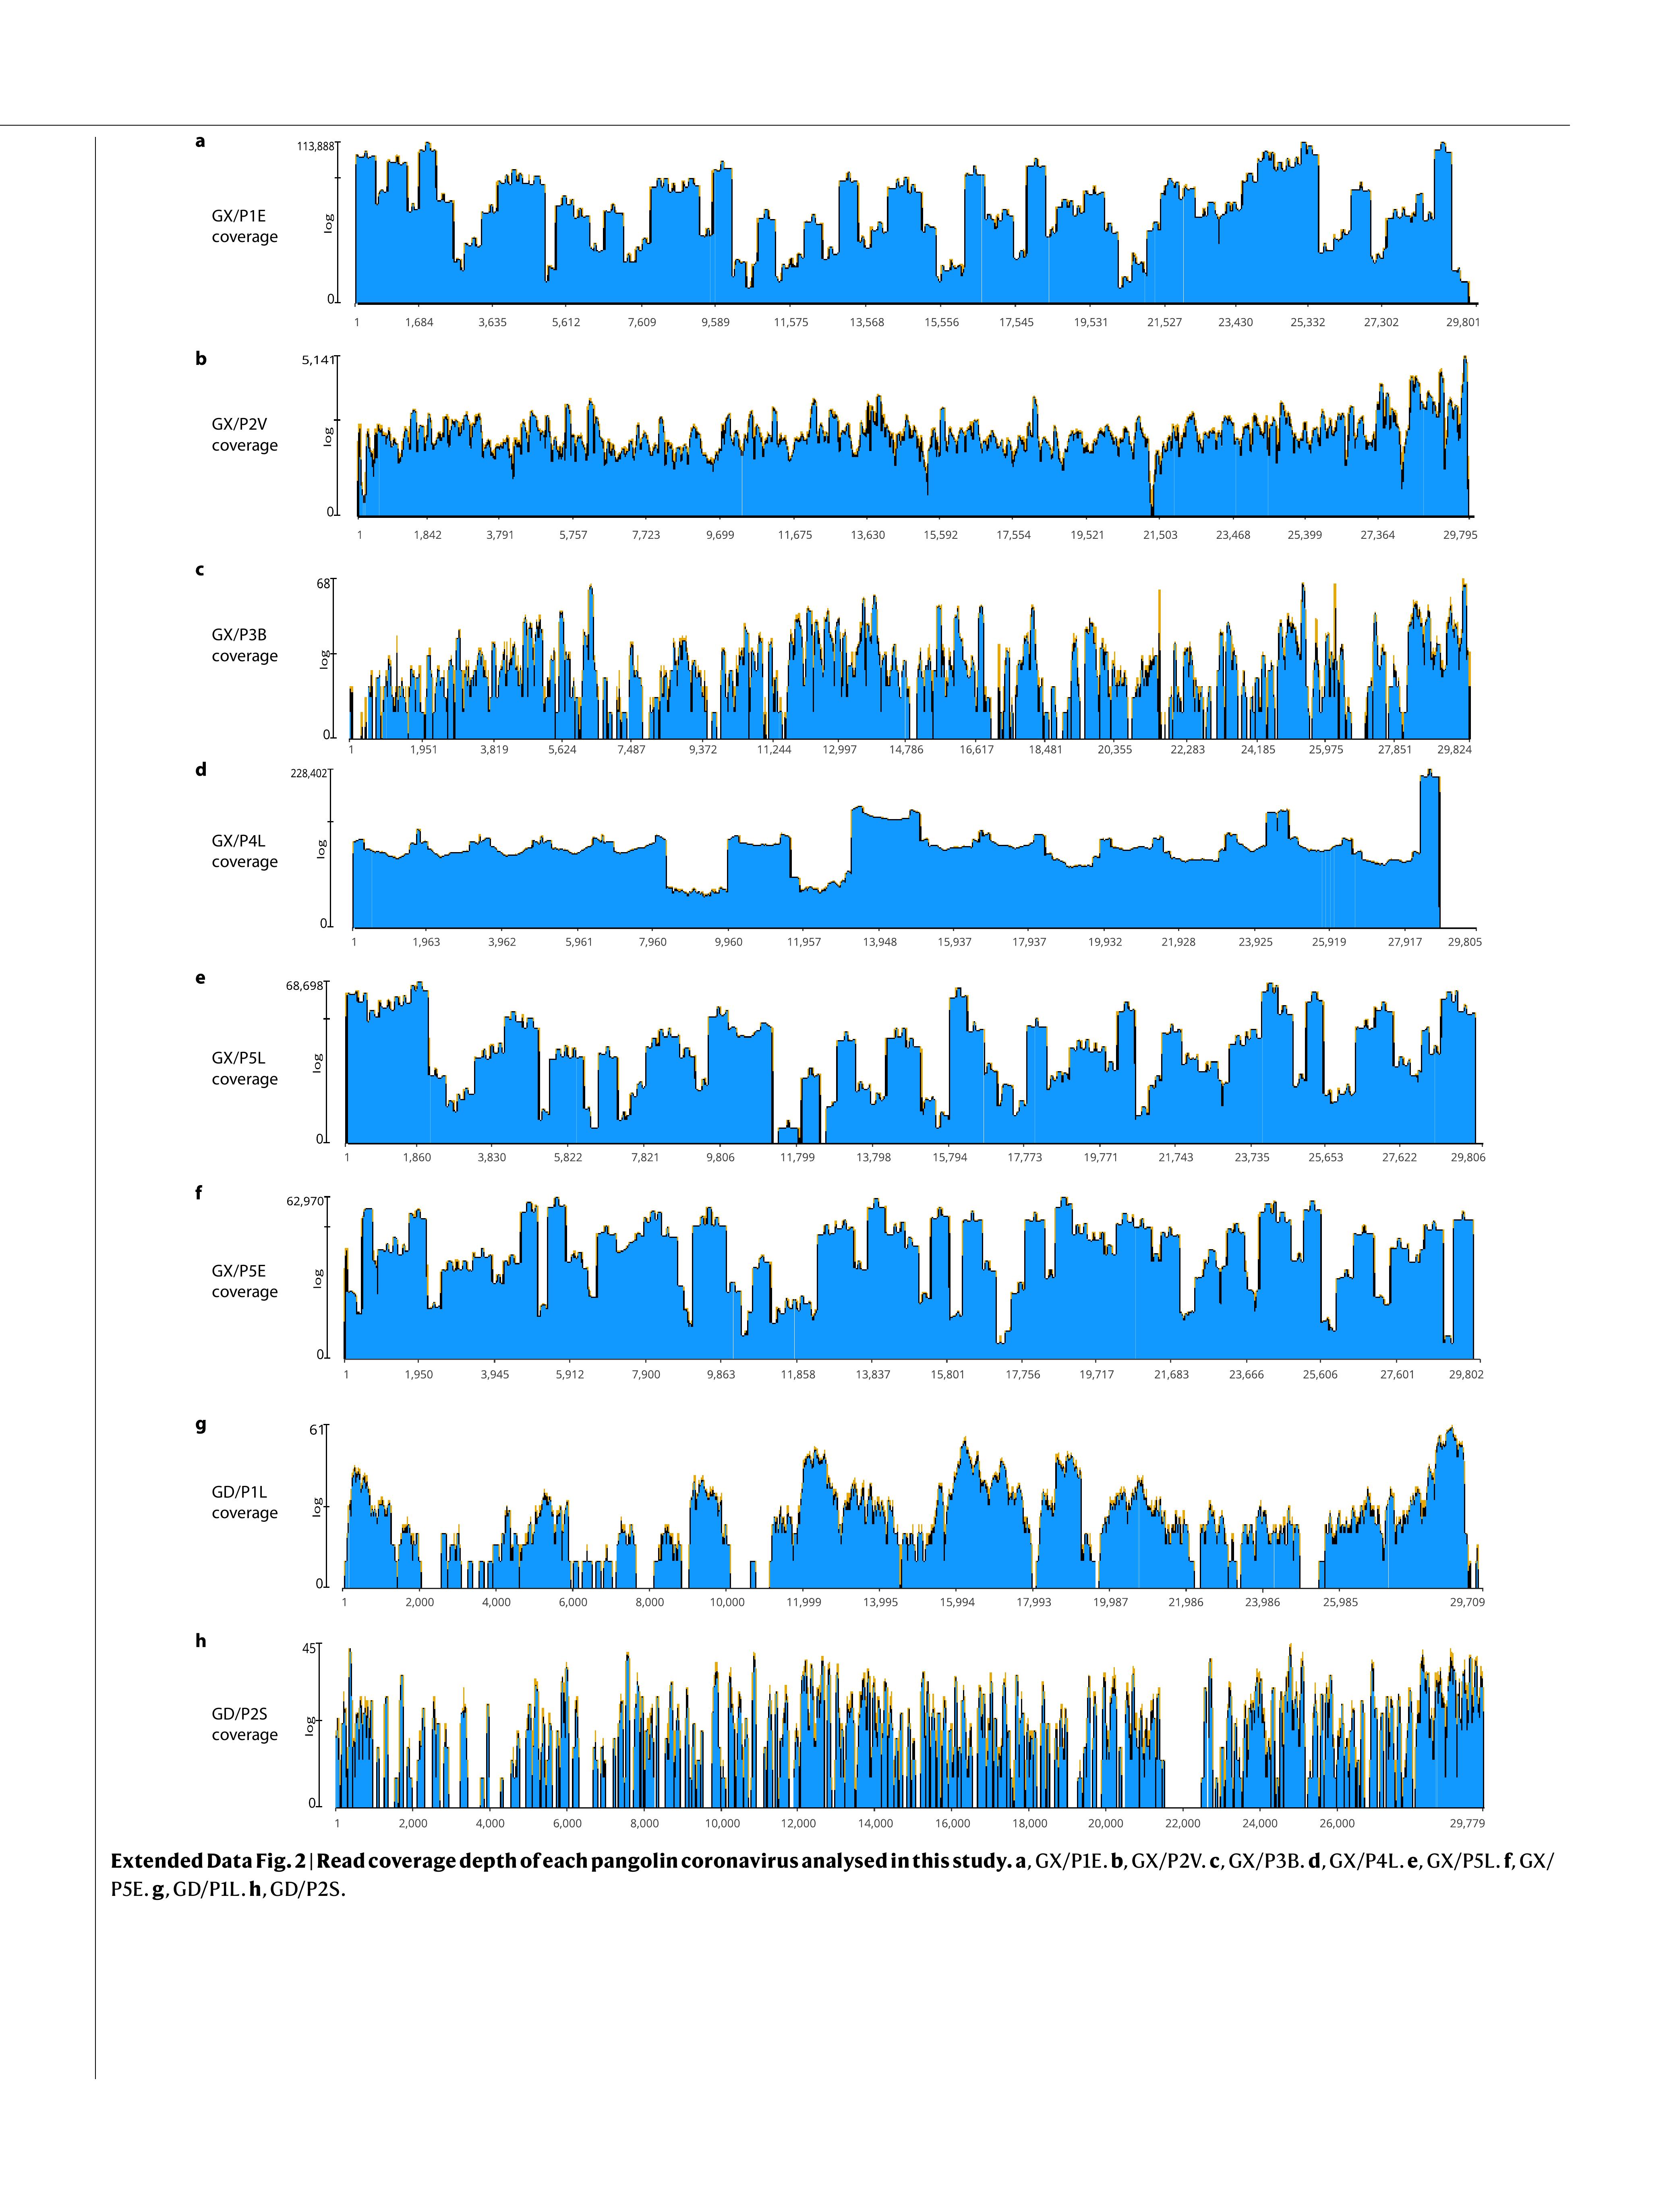 a
113,888
GX/P1E
coverage
log
0
1 1,684 3,635 5,612 7,609 9,589 11,575 13,568 15,556 17,545 19,531 21,527 23,430 25,332 27,302 29,801
b
5,141
GX/P2V
coverage
log
0
1 1,842 3,791 5,757 7,723 9,699 11,675 13,630 15,592 17,554 19,521 21,503 23,468 25,399 27,364 29,795
c
68
GX/P3B
coverage
log
0
1 1,951 3,819 5,624 7,487 9,372 11,244 12,997 14,786 16,617 18,481 20,355 22,283 24,185 25,975 27,851 29,824
d
228,402
GX/P4L
coverage
log
0
1 1,963 3,962 5,961 7,960 9,960 11,957 13,948 15,937 17,937 19,932 21,928 23,925 25,919 27,917 29,805
e
68,698
GX/P5L
coverage
log
0
1 1,860 3,830 5,822 7,821 9,806 11,799 13,798 15,794 17,773 19,771 21,743 23,735 25,653 27,622 29,806
f
62,970
GX/P5E
coverage
log
0
1 1,950 3,945 5,912 7,900 9,863 11,858 13,837 15,801 17,756 19,717 21,683 23,666 25,606 27,601 29,802
g
61
GD/P1L
coverage
log
0
1 2,000 4,000 6,000 8,000 10,000 11,999 13,995 15,994 17,993 19,987 21,986 23,986 25,985 29,709
h
45
GD/P2S
coverage
log
0
1 2,000 4,000 6,000 8,000 10,000 12,000 14,000 16,000 18,000 20,000 22,000 24,000 26,000 29,779
Extended Data Fig. 2 | Read coverage depth of each pangolin coronavirus analysed in this study. a, GX/P1E. b, GX/P2V. c, GX/P3B. d, GX/P4L. e, GX/P5L. f, GX/
P5E. g, GD/P1L. h, GD/P2S.